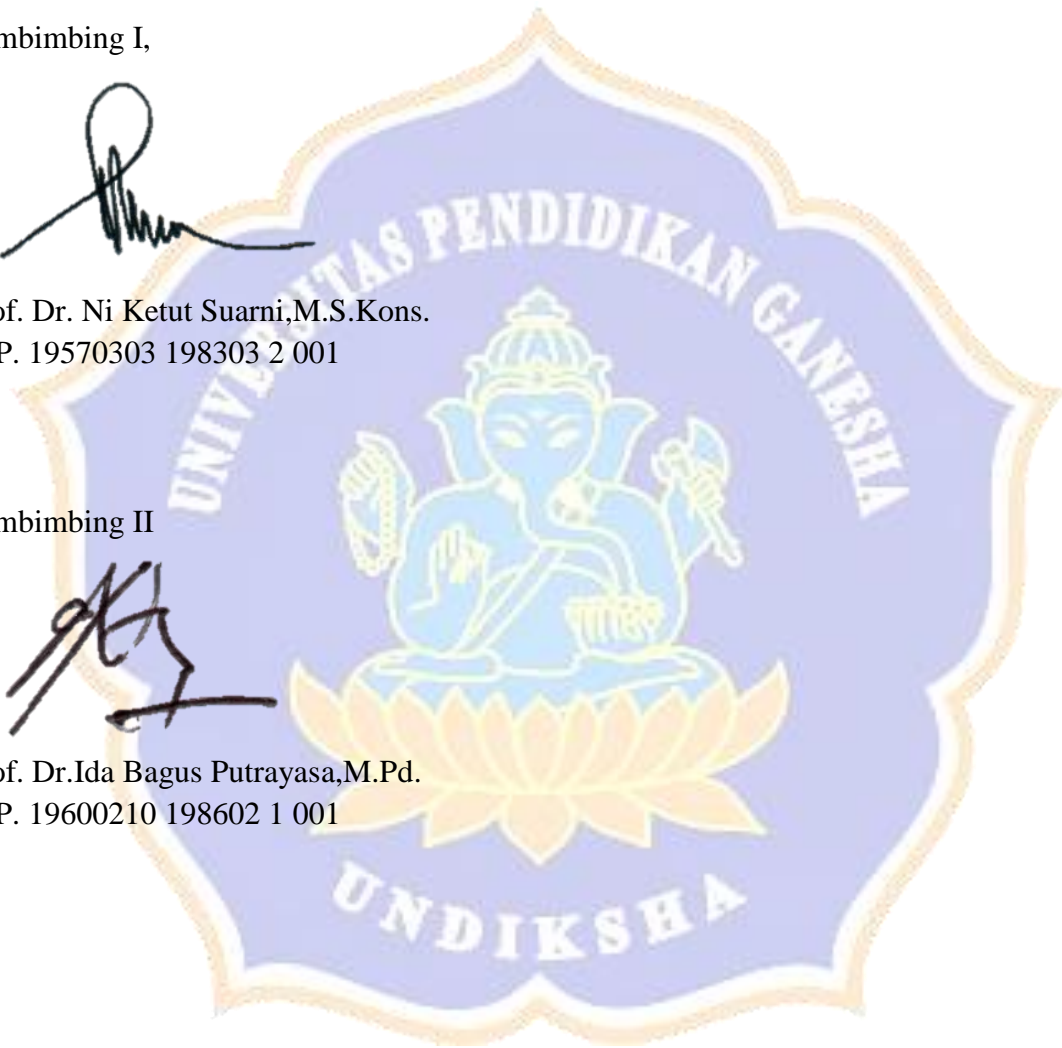 mbimbing I,
of. Dr. Ni Ketut Suarni,M.S.Kons.
P. 19570303 198303 2 001
mbimbing II
of. Dr.Ida Bagus Putrayasa,M.Pd.
P. 19600210 198602 1 001
UNIVERSITAS PENDIDIKAN GANESHA
UNDIKSHA